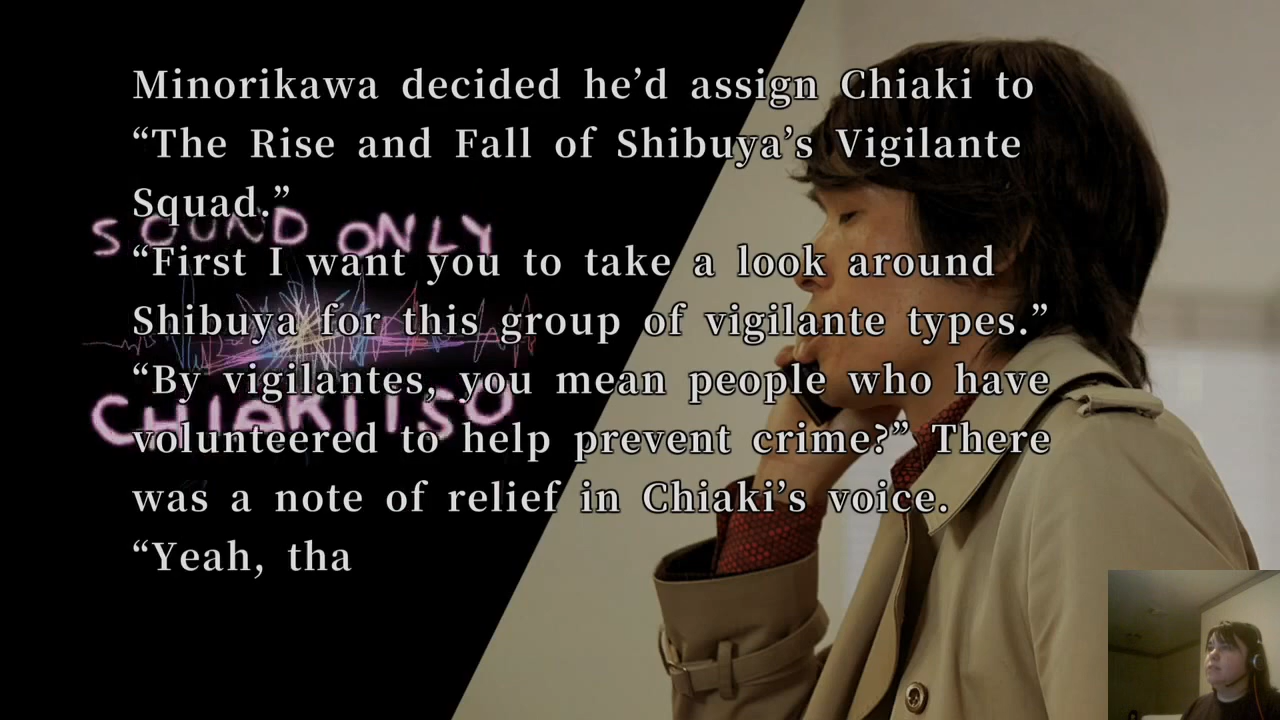 Minorikawa decided he’d assign Chiaki to
“The Rise and Fall of Shibuya’s Vigilante
Squad.”
SOUND ONLY
“First I want you to take a look around
Shibuya for this group of vigilante types.”
“By vigilantes, you mean people who have
CHIAKI ISO
volunteered to help prevent crime?” There
was a note of relief in Chiaki’s voice.
“Yeah, tha